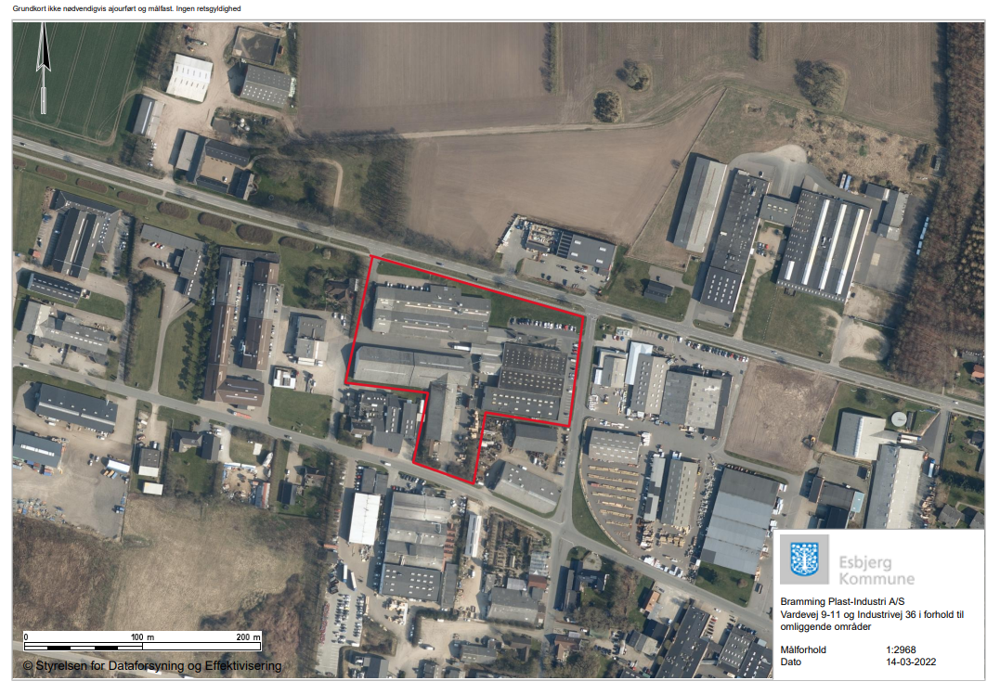 Grundkort ikke nødvendigvis ajourført og målfast. Ingen retsgyldighed
Esbjerg
Kommune
Bramming Plast-Industri A/S
Vardevej 9-11 og Industrivej 36 i forhold til
omliggende områder
Målforhold 1:2968
Dato 14-03-2022
0 100 m 200 m
© Styrelsen for Dataforsyning og Effektivisering